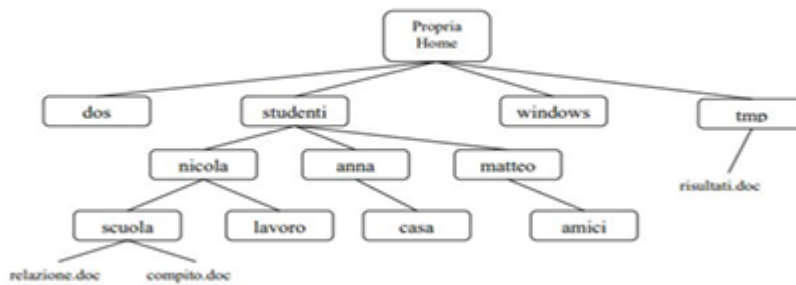 Propria
Home
dos
studenti
windows
tmp
nicola
anna
matteo
risultati.doc
scuola
lavoro
casa
amici
relazione.doc
compito.doc